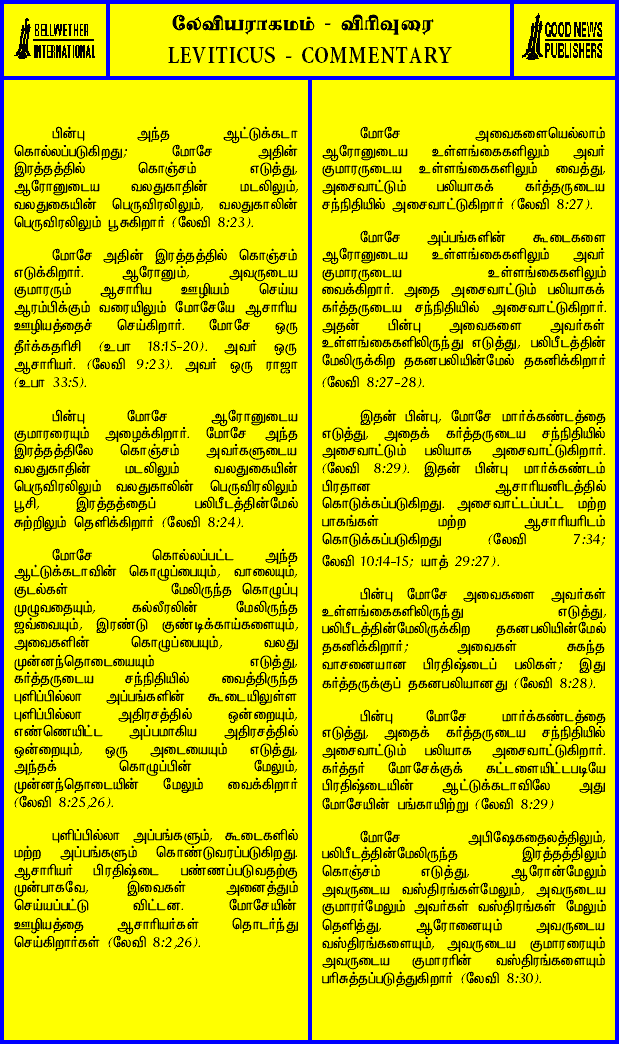 BELLWETHER
INTERNATIONAL
லேவியராகமம் - விரிவுரை
LEVITICUS - COMMENTARY
GOOD NEWS
PUBLISHERS
பின்பு அந்த ஆட்டுக்கடா
கொல்லப்படுகிறது; மோசே அதின்
இரத்தத்தில் கொஞ்சம் எடுத்து,
ஆரோனுடைய வலதுகாதின் மடலிலும்,
வலதுகையின் பெருவிரலிலும், வலதுகாலின்
பெருவிரலிலும் பூசுகிறார் (லேவி 8:23).
மோசே அதின் இரத்தத்தில் கொஞ்சம்
எடுக்கிறார். ஆரோனும், அவருடைய
குமாரரும் ஆசாரிய ஊழியம் செய்ய
ஆரம்பிக்கும் வரையிலும் மோசேயே ஆசாரிய
ஊழியத்தைச் செய்கிறார். மோசே ஒரு
தீர்க்கதரிசி (உபா 18:15-20). அவர் ஒரு
ஆசாரியர். (லேவி 9:23). அவர் ஒரு ராஜா
(உபா 33:5).
பின்பு மோசே ஆரோனுடைய
குமாரரையும் அழைக்கிறார். மோசே அந்த
இரத்தத்திலே கொஞ்சம் அவர்களுடைய
வலதுகாதின் மடலிலும் வலதுகையின்
பெருவிரலிலும் வலதுகாலின் பெருவிரலிலும்
பூசி, இரத்தத்தைப் பலிபீடத்தின்மேல்
சுற்றிலும் தெளிக்கிறார் (லேவி 8:24).
மோசே கொல்லப்பட்ட அந்த
ஆட்டுக்கடாவின் கொழுப்பையும், வாலையும்,
குடல்கள் மேலிருந்த கொழுப்பு
முழுவதையும், கல்லீரலின் மேலிருந்த
ஜவ்வையும், இரண்டு குண்டிக்காய்களையும்,
அவைகளின் கொழுப்பையும், வலது
முன்னந்தொடையையும் எடுத்து,
கர்த்தருடைய சந்நிதியில் வைத்திருந்த
புளிப்பில்லா அப்பங்களின் கூடையிலுள்ள
புளிப்பில்லா அதிரசத்தில் ஒன்றையும்,
எண்ணெயிட்ட அப்பமாகிய அதிரசத்தில்
ஒன்றையும், ஒரு அடையையும் எடுத்து,
அந்தக் கொழுப்பின் மேலும்,
முன்னந்தொடையின் மேலும் வைக்கிறார்
(லேவி 8:25,26).
புளிப்பில்லா அப்பங்களும், கூடைகளில்
மற்ற அப்பங்களும் கொண்டுவரப்படுகிறது.
ஆசாரியர் பிரதிஷ்டை பண்ணப்படுவதற்கு
முன்பாகவே, இவைகள் அனைத்தும்
செய்யப்பட்டு விட்டன. மோசேயின்
ஊழியத்தை ஆசாரியர்கள் தொடர்ந்து
செய்கிறார்கள் (லேவி 8:2,26).
மோசே அவைகளையெல்லாம்
ஆரோனுடைய உள்ளங்கைகளிலும் அவர்
குமாரருடைய உள்ளங்கைகளிலும் வைத்து,
அசைவாட்டும் பலியாகக் கர்த்தருடைய
சந்நிதியில் அசைவாட்டுகிறார் (லேவி 8:27).
மோசே அப்பங்களின் கூடைகளை
ஆரோனுடைய உள்ளங்கைகளிலும் அவர்
குமாரருடைய உள்ளங்கைகளிலும்
வைக்கிறார். அதை அசைவாட்டும் பலியாகக்
கர்த்தருடைய சந்நிதியில் அசைவாட்டுகிறார்.
அதன் பின்பு அவைகளை அவர்கள்
உள்ளங்கைகளிலிருந்து எடுத்து, பலிபீடத்தின்
மேலிருக்கிற தகனபலியின்மேல் தகனிக்கிறார்
(லேவி 8:27-28).
இதன் பின்பு, மோசே மார்க்கண்டத்தை
எடுத்து, அதைக் கர்த்தருடைய சந்நிதியில்
அசைவாட்டும் பலியாக அசைவாட்டுகிறார்.
(லேவி 8:29). இதன் பின்பு மார்க்கண்டம்
பிரதான ஆசாரியனிடத்தில்
கொடுக்கப்படுகிறது. அசைவாட்டப்பட்ட மற்ற
பாகங்கள் மற்ற ஆசாரியரிடம்
கொடுக்கப்படுகிறது (லேவி 7:34;
லேவி 10:14-15; யாத் 29:27).
பின்பு மோசே அவைகளை அவர்கள்
உள்ளங்கைகளிலிருந்து எடுத்து,
பலிபீடத்தின்மேலிருக்கிற தகனபலியின்மேல்
தகனிக்கிறார்; அவைகள் சுகந்த
வாசனையான பிரதிஷ்டைப் பலிகள்; இது
கர்த்தருக்குப் தகனபலியானது (லேவி 8:28).
பின்பு மோசே மார்க்கண்டத்தை
எடுத்து, அதைக் கர்த்தருடைய சந்நிதியில்
அசைவாட்டும் பலியாக அசைவாட்டுகிறார்.
கர்த்தர் மோசேக்குக் கட்டளையிட்டபடியே
பிரதிஷ்டையின் ஆட்டுக்கடாவிலே அது
மோசேயின் பங்காயிற்று (லேவி 8:29)
மோசே அபிஷேகதைலத்திலும்,
பலிபீடத்தின்மேலிருந்த இரத்தத்திலும்
கொஞ்சம் எடுத்து, ஆரோன்மேலும்
அவருடைய வஸ்திரங்கள்மேலும், அவருடைய
குமாரர்மேலும் அவர்கள் வஸ்திரங்கள் மேலும்
தெளித்து, ஆரோனையும் அவருடைய
வஸ்திரங்களையும், அவருடைய குமாரரையும்
அவருடைய குமாரரின் வஸ்திரங்களையும்
பரிசுத்தப்படுத்துகிறார் (லேவி 8:30).